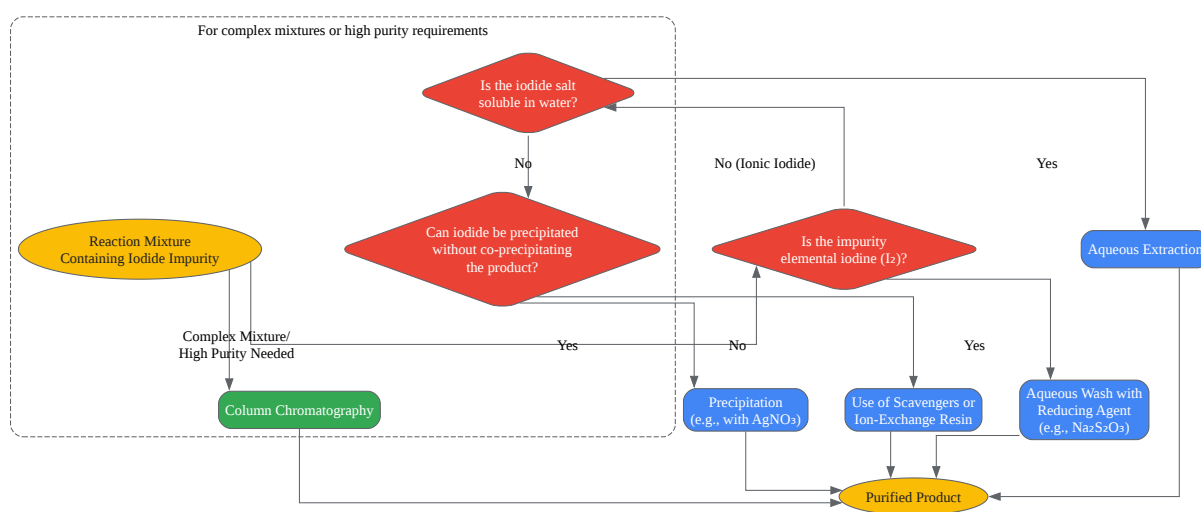 For complex mixtures or high purity requirements
Is the iodide salt
soluble in water?
No
No (Ionic Iodide)
Yes
Reaction Mixture
Containing Iodide Impurity
Can iodide be precipitated
without co-precipitating
the product?
Is the impurity
elemental iodine (I₂)?
Aqueous Extraction
Complex Mixture/
High Purity Needed
Yes
No
Yes
Column Chromatography
Precipitation
(e.g., with AgNO₃)
Use of Scavengers or
Ion-Exchange Resin
Aqueous Wash with
Reducing Agent
(e.g., Na₂S₂O₃)
Purified Product